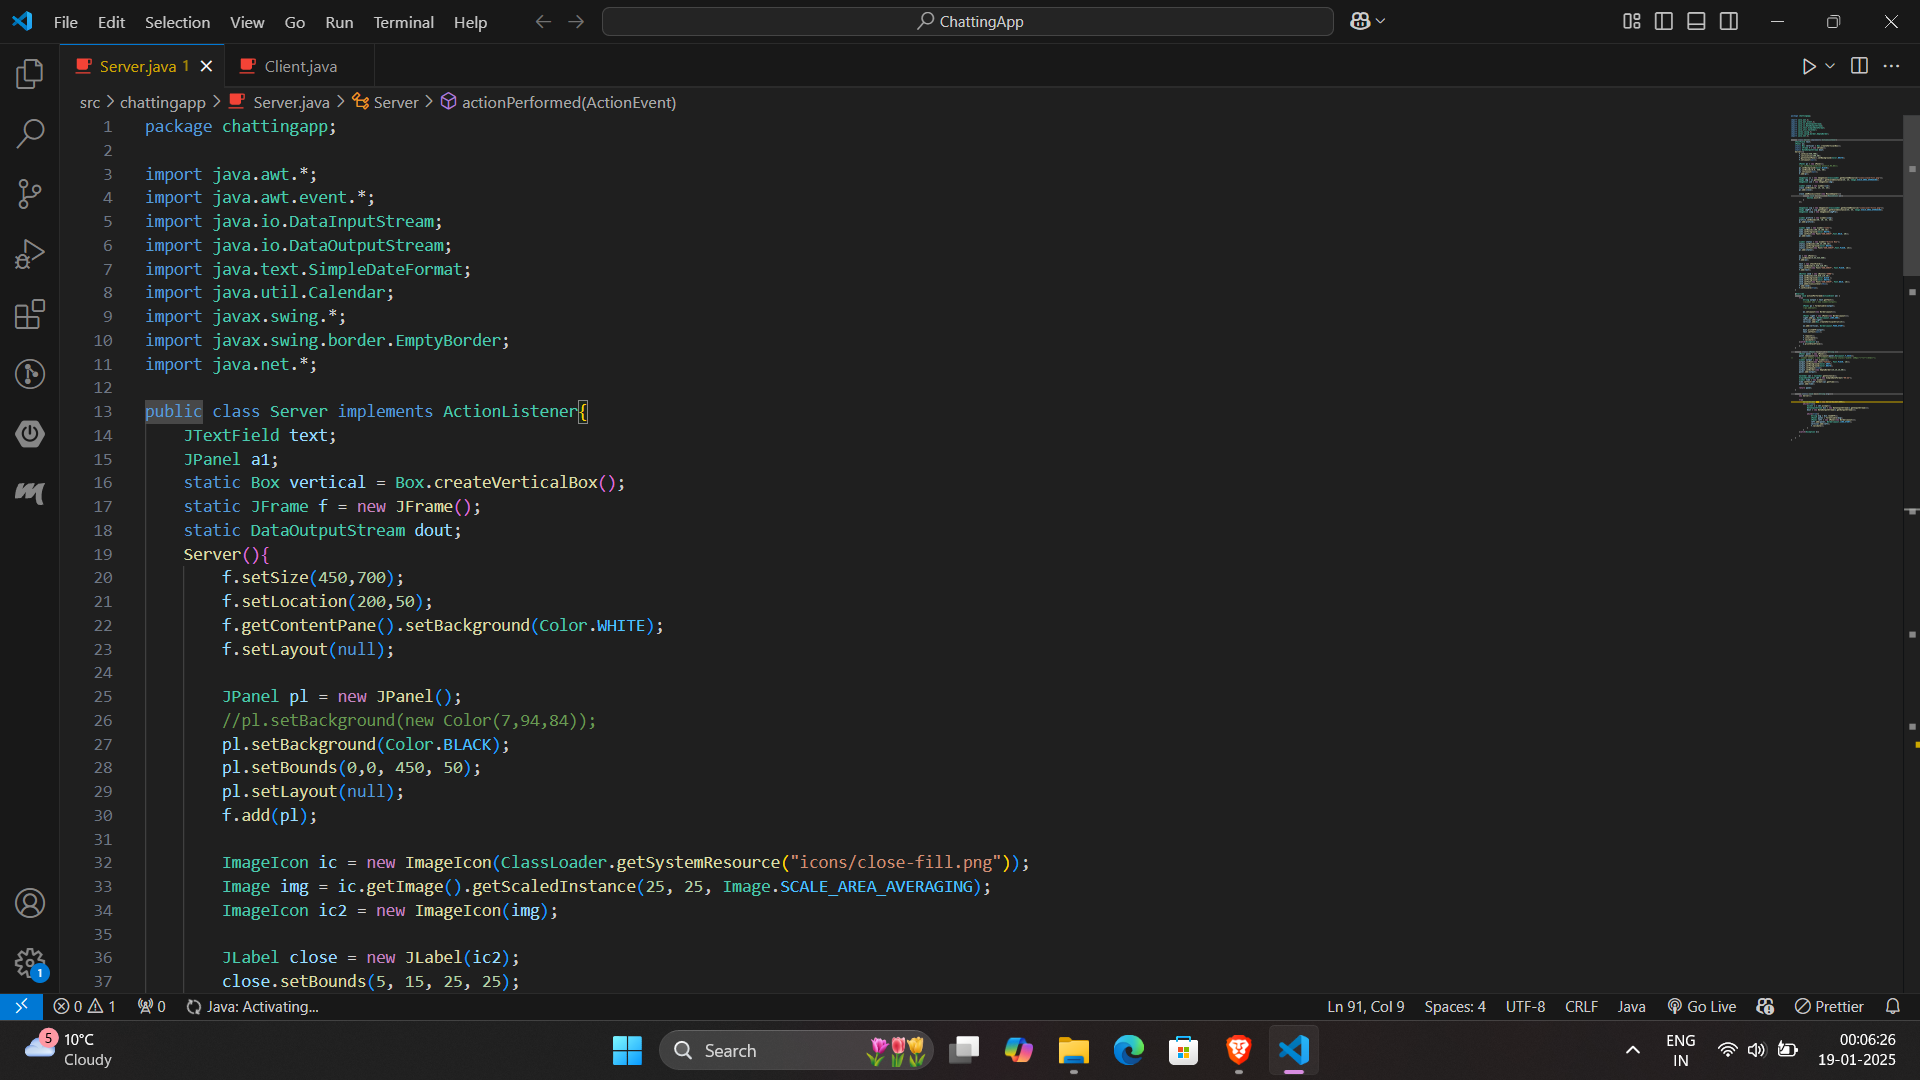 File Edit Selection View Go Run Terminal Help
ChattingApp
Server.java 1
Client.java
src > chattingapp > Server.java > Server > actionPerformed(ActionEvent)
1 package chattingapp;
2
3 import java.awt.*;
4 import java.awt.event.*;
5 import java.io.DataInputStream;
6 import java.io.DataOutputStream;
7 import java.text.SimpleDateFormat;
8 import java.util.Calendar;
9 import javax.swing.*;
10 import javax.swing.border.EmptyBorder;
11 import java.net.*;
12
13 public class Server implements ActionListener{
14 JTextField text;
15 JPanel a1;
16 static Box vertical = Box.createVerticalBox();
17 static JFrame f = new JFrame();
18 static DataOutputStream dout;
19 Server(){
20 f.setSize(450,700);
21 f.setLocation(200,50);
22 f.getContentPane().setBackground(Color.WHITE);
23 f.setLayout(null);
24
25 JPanel pl = new JPanel();
26 //pl.setBackground(new Color(7,94,84));
27 pl.setBackground(Color.BLACK);
28 pl.setBounds(0,0, 450, 50);
29 pl.setLayout(null);
30 f.add(pl);
31
32 ImageIcon ic = new ImageIcon(ClassLoader.getSystemResource("icons/close-fill.png"));
33 Image img = ic.getImage().getScaledInstance(25, 25, Image.SCALE_AREA_AVERAGING);
34 ImageIcon ic2 = new ImageIcon(img);
35
36 JLabel close = new JLabel(ic2);
37 close.setBounds(5, 15, 25, 25);
1
0 1 0 Java: Activating...
Ln 91, Col 9 Spaces: 4 UTF-8 CRLF Java Go Live Prettier
5
10°C
Cloudy
Search
ENG
IN
00:06:26
19-01-2025